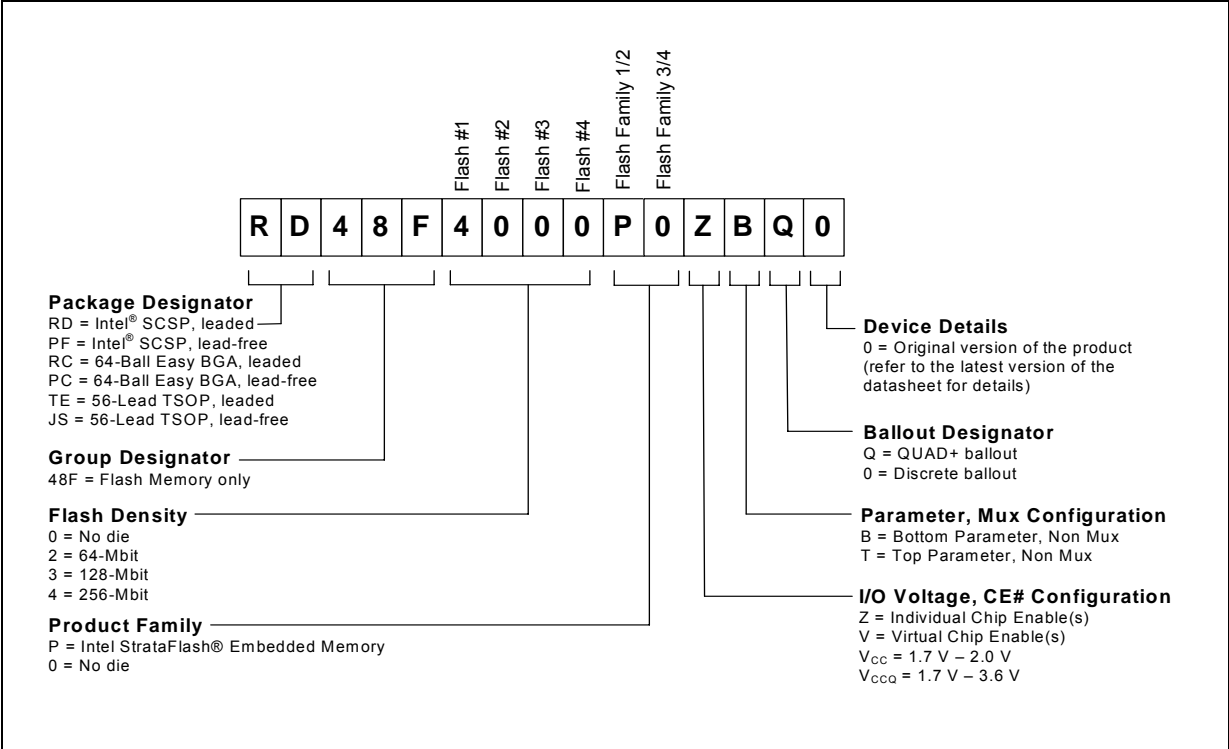 Flash #1
Flash #2
Flash #3
Flash #4
Flash Family 1/2
Flash Family 3/4
R D 4 8 F 4 0 0 0 P 0 Z B Q 0
Package Designator
RD = Intel® SCSP, leaded
PF = Intel® SCSP, lead-free
RC = 64-Ball Easy BGA, leaded
PC = 64-Ball Easy BGA, lead-free
TE = 56-Lead TSOP, leaded
JS = 56-Lead TSOP, lead-free
Group Designator
48F = Flash Memory only
Flash Density
0 = No die
2 = 64-Mbit
3 = 128-Mbit
4 = 256-Mbit
Product Family
P = Intel StrataFlash® Embedded Memory
0 = No die
Device Details
0 = Original version of the product
(refer to the latest version of the
datasheet for details)
Ballout Designator
Q = QUAD+ ballout
0 = Discrete ballout
Parameter, Mux Configuration
B = Bottom Parameter, Non Mux
T = Top Parameter, Non Mux
I/O Voltage, CE# Configuration
Z = Individual Chip Enable(s)
V = Virtual Chip Enable(s)
VCC = 1.7 V – 2.0 V
VCCQ = 1.7 V – 3.6 V